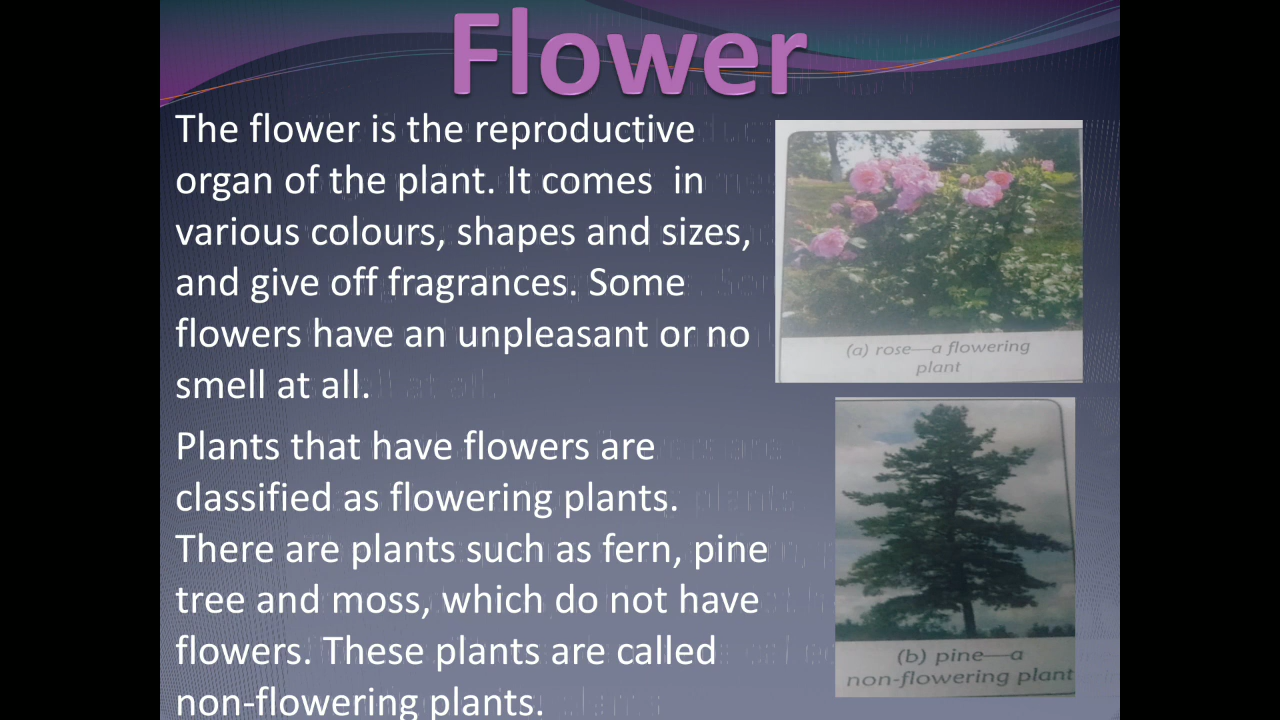 Flower
The flower is the reproductive
organ of the plant. It comes  in
various colours, shapes and sizes,
and give off fragrances. Some
flowers have an unpleasant or no
smell at all.
Plants that have flowers are
classified as flowering plants.
There are plants such as fern, pine
tree and moss, which do not have
flowers. These plants are called
non-flowering plants.
(a) rose—a flowering
plant
(b) pine—a
non-flowering plant